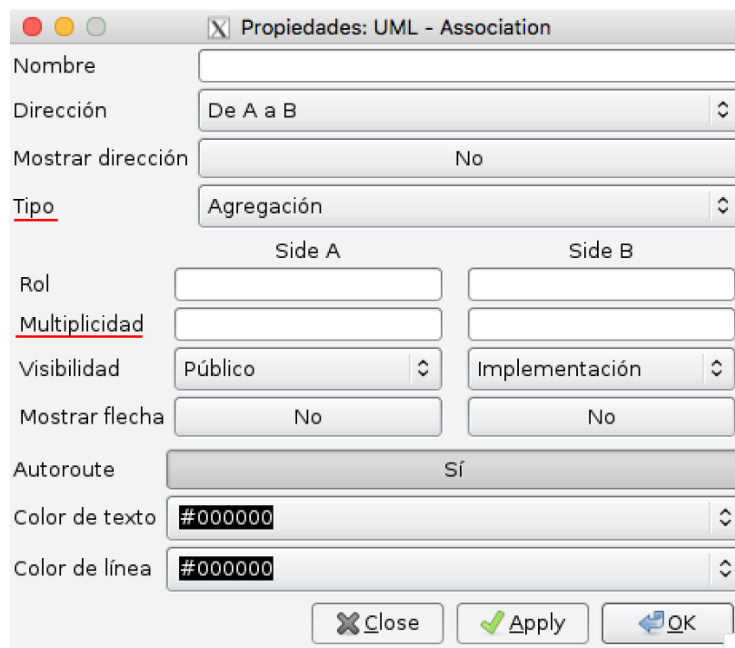 Propiedades: UML - Association
Nombre
Dirección De A a B
Mostrar dirección No
Tipo Agregación
Side A Side B
Rol
Multiplicidad
Visibilidad Público Implementación
Mostrar flecha No No
Autoroute Sí
Color de texto #000000
Color de línea #000000
Close Apply OK